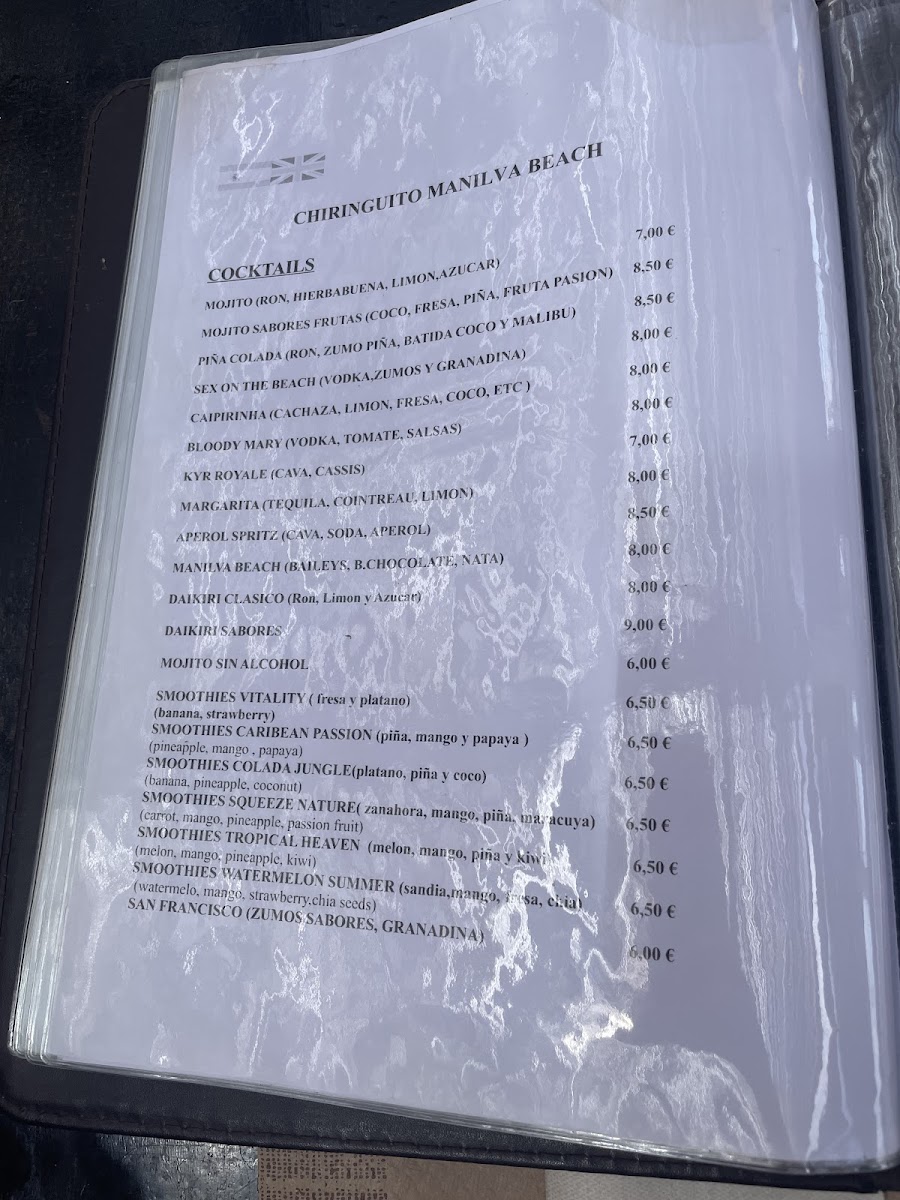 CHIRINGUITO MANILVA BEACH
COCKTAILS
MOJITO (RON, HIERBABUENA, LIMON,AZUCAR) 7,00 €
MOJITO SABORES FRUTAS (COCO, FRESA, PIÑA, FRUTA PASION) 8,50 €
PIÑA COLADA (RON, ZUMO PIÑA, BATIDA COCO Y MALIBU) 8,50 €
SEX ON THE BEACH (VODKA,ZUMOS Y GRANADINA) 8,00 €
CAIPIRINHA (CACHAZA, LIMON, FRESA, COCO, ETC ) 8,00 €
BLOODY MARY (VODKA, TOMATE, SALSAS) 8,00 €
KYR ROYALE (CAVA, CASSIS) 7,00 €
MARGARITA (TEQUILA, COINTREAU, LIMON) 8,00 €
APEROL SPRITZ (CAVA, SODA, APEROL) 8,50 €
MANILVA BEACH (BAILEYS, B.CHOCOLATE, NATA) 8,00 €
DAIKIRI CLASICO (Ron, Limon y Azucar) 8,00 €
DAIKIRI SABORES 9,00 €
MOJITO SIN ALCOHOL 6,00 €
SMOOTHIES VITALITY ( fresa y platano) 6,50 €
(banana, strawberry)
SMOOTHIES CARIBEAN PASSION (piña, mango y papaya ) 6,50 €
(pineapple, mango , papaya)
SMOOTHIES COLADA JUNGLE(platano, piña y coco) 6,50 €
(banana, pineapple, coconut)
SMOOTHIES SQUEEZE NATURE( zanahora, mango, piña, maracuya) 6,50 €
(carrot, mango, pineapple, passion fruit)
SMOOTHIES TROPICAL HEAVEN (melon, mango, piña y kiwi) 6,50 €
(melon, mango, pineapple, kiwi)
SMOOTHIES WATERMELON SUMMER (sandia,mango, fresa, chia) 6,50 €
(watermelo, mango, strawberry,chia seeds)
SAN FRANCISCO (ZUMOS SABORES, GRANADINA) 6,00 €